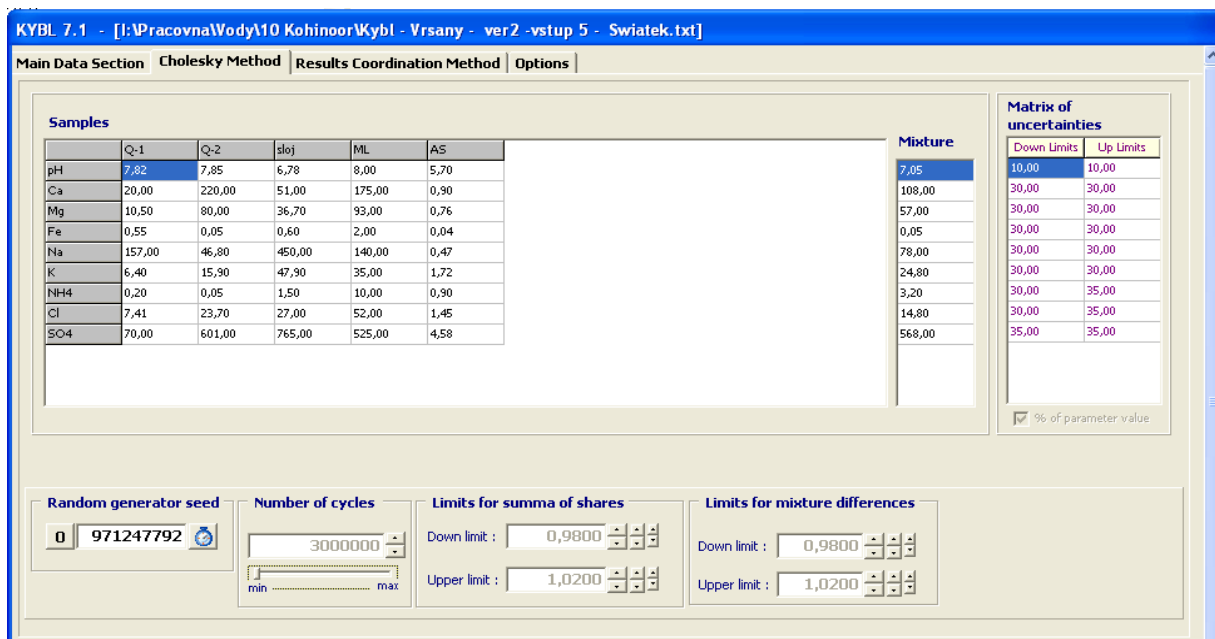 KYBL 7.1 - [I:\Pracovna\Vody\10 Kohinoor\Kybl - Vrsany - ver2 -vstup 5 - Swiatek.txt]
Main Data Section Cholesky Method Results Coordination Method Options
Samples
Q-1 Q-2 sloj ML AS
pH 7,82 7,85 6,78 8,00 5,70
Ca 20,00 220,00 51,00 175,00 0,90
Mg 10,50 80,00 36,70 93,00 0,76
Fe 0,55 0,05 0,60 2,00 0,04
Na 157,00 46,80 450,00 140,00 0,47
K 6,40 15,90 47,90 35,00 1,72
NH4 0,20 0,05 1,50 10,00 0,90
Cl 7,41 23,70 27,00 52,00 1,45
SO4 70,00 601,00 765,00 525,00 4,58
Mixture
7,05
108,00
57,00
0,05
78,00
24,80
3,20
14,80
568,00
Matrix of
uncertainties
Down Limits Up Limits
10,00 10,00
30,00 30,00
30,00 30,00
30,00 30,00
30,00 30,00
30,00 30,00
30,00 35,00
30,00 35,00
35,00 35,00
% of parameter value
Random generator seed
0 971247792
Number of cycles
3000000
min max
Limits for summa of shares
Down limit : 0,9800
Upper limit : 1,0200
Limits for mixture differences
Down limit : 0,9800
Upper limit : 1,0200